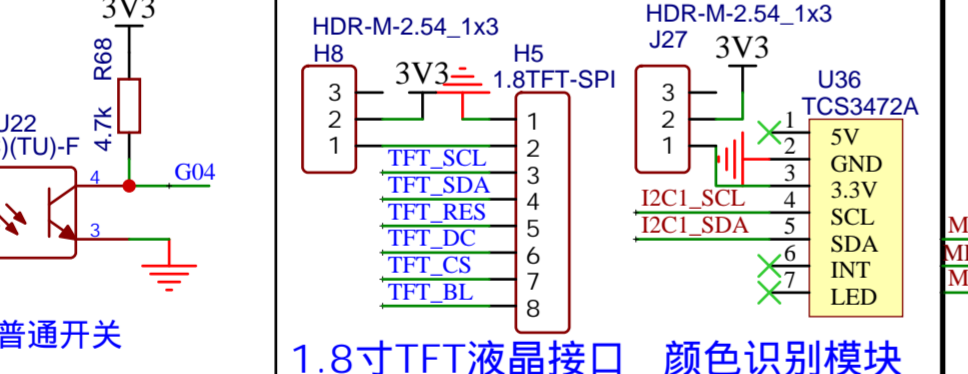 3V3
R68
4.7k
U22
)(TU)-F
4
G04
3
普通开关
HDR-M-2.54_1x3
H8
3
2
1
3V3
H5
1.8TFT-SPI
1
2
TFT_SCL
3
TFT_SDA
4
TFT_RES
5
TFT_DC
6
TFT_CS
7
TFT_BL
8
1.8寸TFT液晶接口
HDR-M-2.54_1x3
J27
3
2
1
3V3
U36
TCS3472A
1
5V
2
GND
3
3.3V
I2C1_SCL
4
SCL
I2C1_SDA
5
SDA
6
INT
7
LED
颜色识别模块
M
M
M